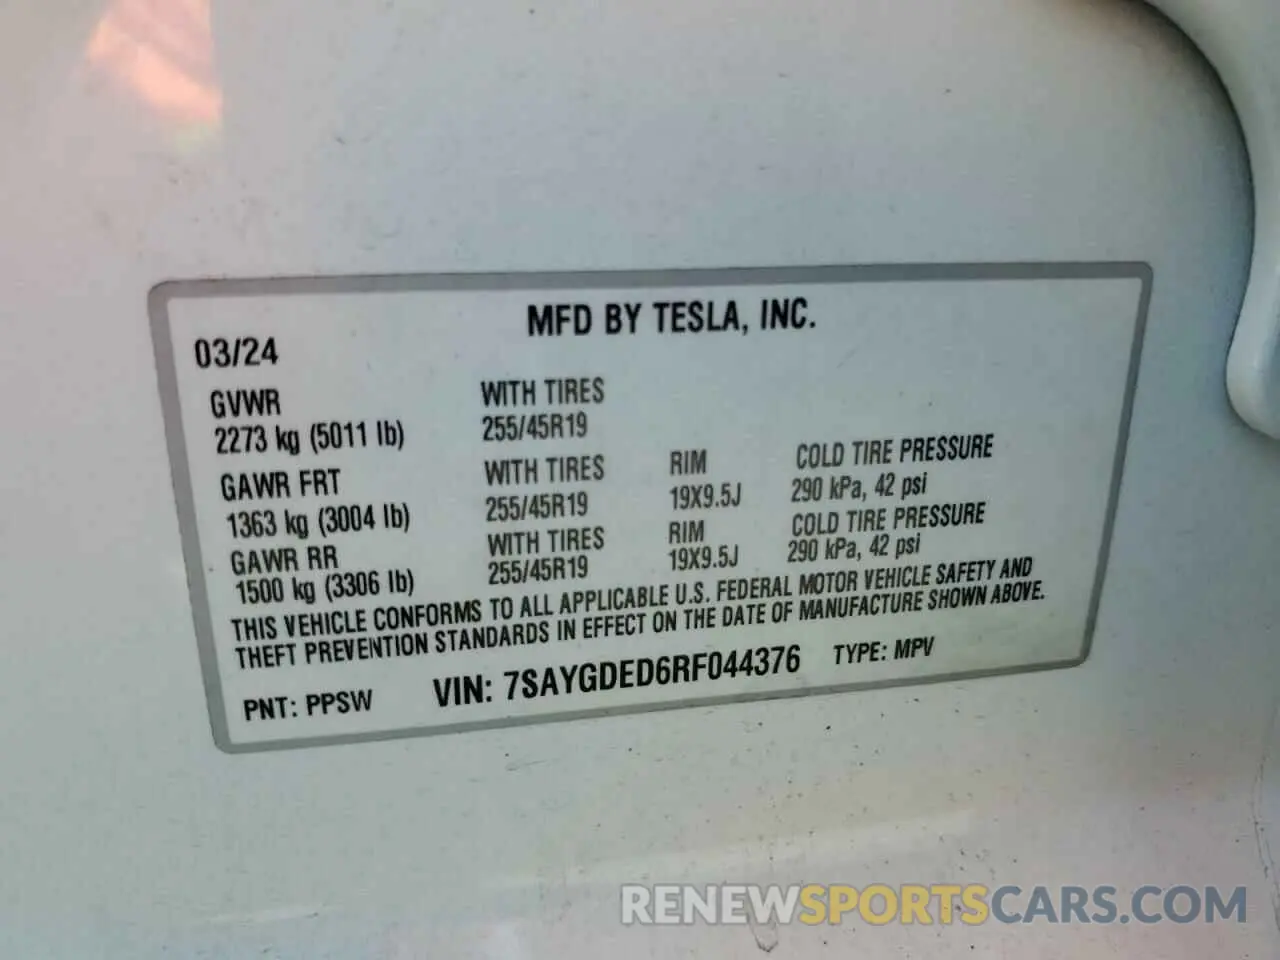 MFD BY TESLA, INC.
03/24
GVWR WITH TIRES
2273 kg (5011 lb) 255/45R19
GAWR FRT WITH TIRES RIM COLD TIRE PRESSURE
1363 kg (3004 lb) 255/45R19 19X9.5J 290 kPa, 42 psi
GAWR RR WITH TIRES RIM COLD TIRE PRESSURE
1500 kg (3306 lb) 255/45R19 19X9.5J 290 kPa, 42 psi
THIS VEHICLE CONFORMS TO ALL APPLICABLE U.S. FEDERAL MOTOR VEHICLE SAFETY AND
THEFT PREVENTION STANDARDS IN EFFECT ON THE DATE OF MANUFACTURE SHOWN ABOVE.
PNT: PPSW VIN: 7SAYGDED6RF044376 TYPE: MPV
RENEWSPORTSCARS.COM